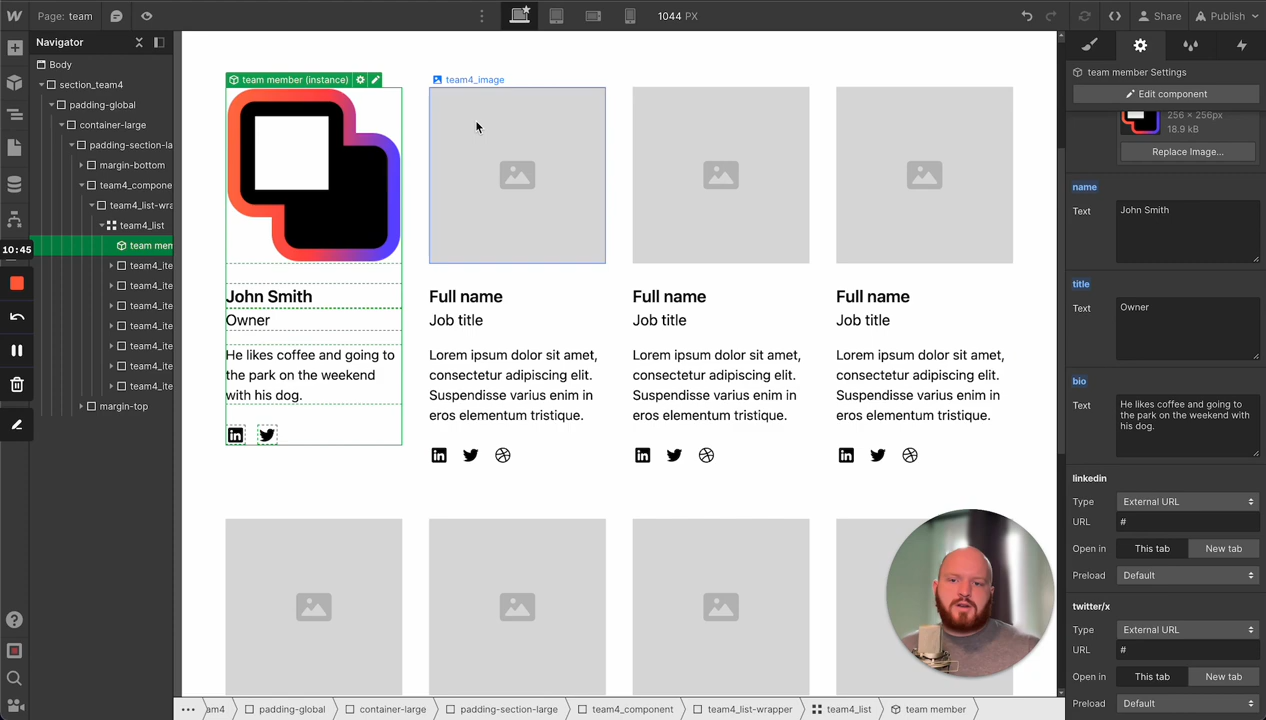 Page: team
1044 PX
Share
Publish
Navigator
Body
section_team4
padding-global
container-large
padding-section-la
margin-bottom
team4_compone
team4_list-wra
team4_list
team mem
team4_ite
team4_ite
team4_ite
team4_ite
team4_ite
team4_ite
team4_ite
margin-top
10:45
team member (instance)
team4_image
John Smith
Owner
He likes coffee and going to
the park on the weekend
with his dog.
Full name
Job title
Lorem ipsum dolor sit amet,
consectetur adipiscing elit.
Suspendisse varius enim in
eros elementum tristique.
Full name
Job title
Lorem ipsum dolor sit amet,
consectetur adipiscing elit.
Suspendisse varius enim in
eros elementum tristique.
Full name
Job title
Lorem ipsum dolor sit amet,
consectetur adipiscing elit.
Suspendisse varius enim in
eros elementum tristique.
team member Settings
Edit component
256 × 256px
18.9 kB
Replace Image...
name
Text
John Smith
title
Text
Owner
bio
Text
He likes coffee and going to
the park on the weekend with
his dog.
linkedin
Type
External URL
URL
#
Open in
This tab
New tab
Preload
Default
twitter/x
Type
External URL
URL
#
Open in
This tab
New tab
Preload
Default
am4
padding-global
container-large
padding-section-large
team4_component
team4_list-wrapper
team4_list
team member